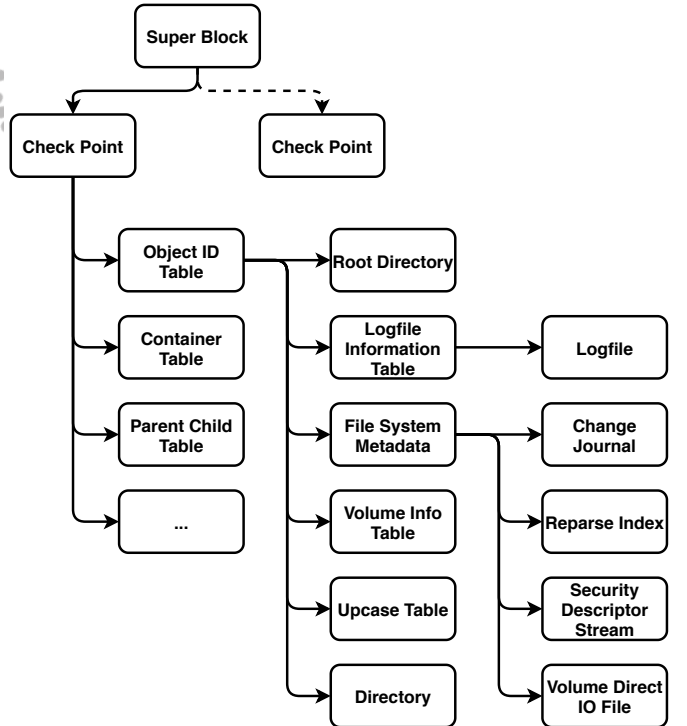 Super Block
Check Point
Check Point
Object ID
Table
Root Directory
Container
Table
Logfile
Information
Table
Logfile
Parent Child
Table
File System
Metadata
Change
Journal
...
Volume Info
Table
Reparse Index
Upcase Table
Security
Descriptor
Stream
Directory
Volume Direct
IO File